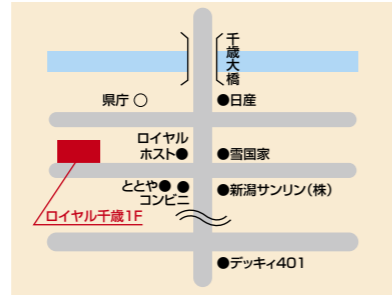 千歳大橋
県庁○
●日産
ロイヤル
ホスト●
●雪国家
ととや● ●
コンビニ
●新潟サンリン(株)
ロイヤル千歳1F
●デッキィ401